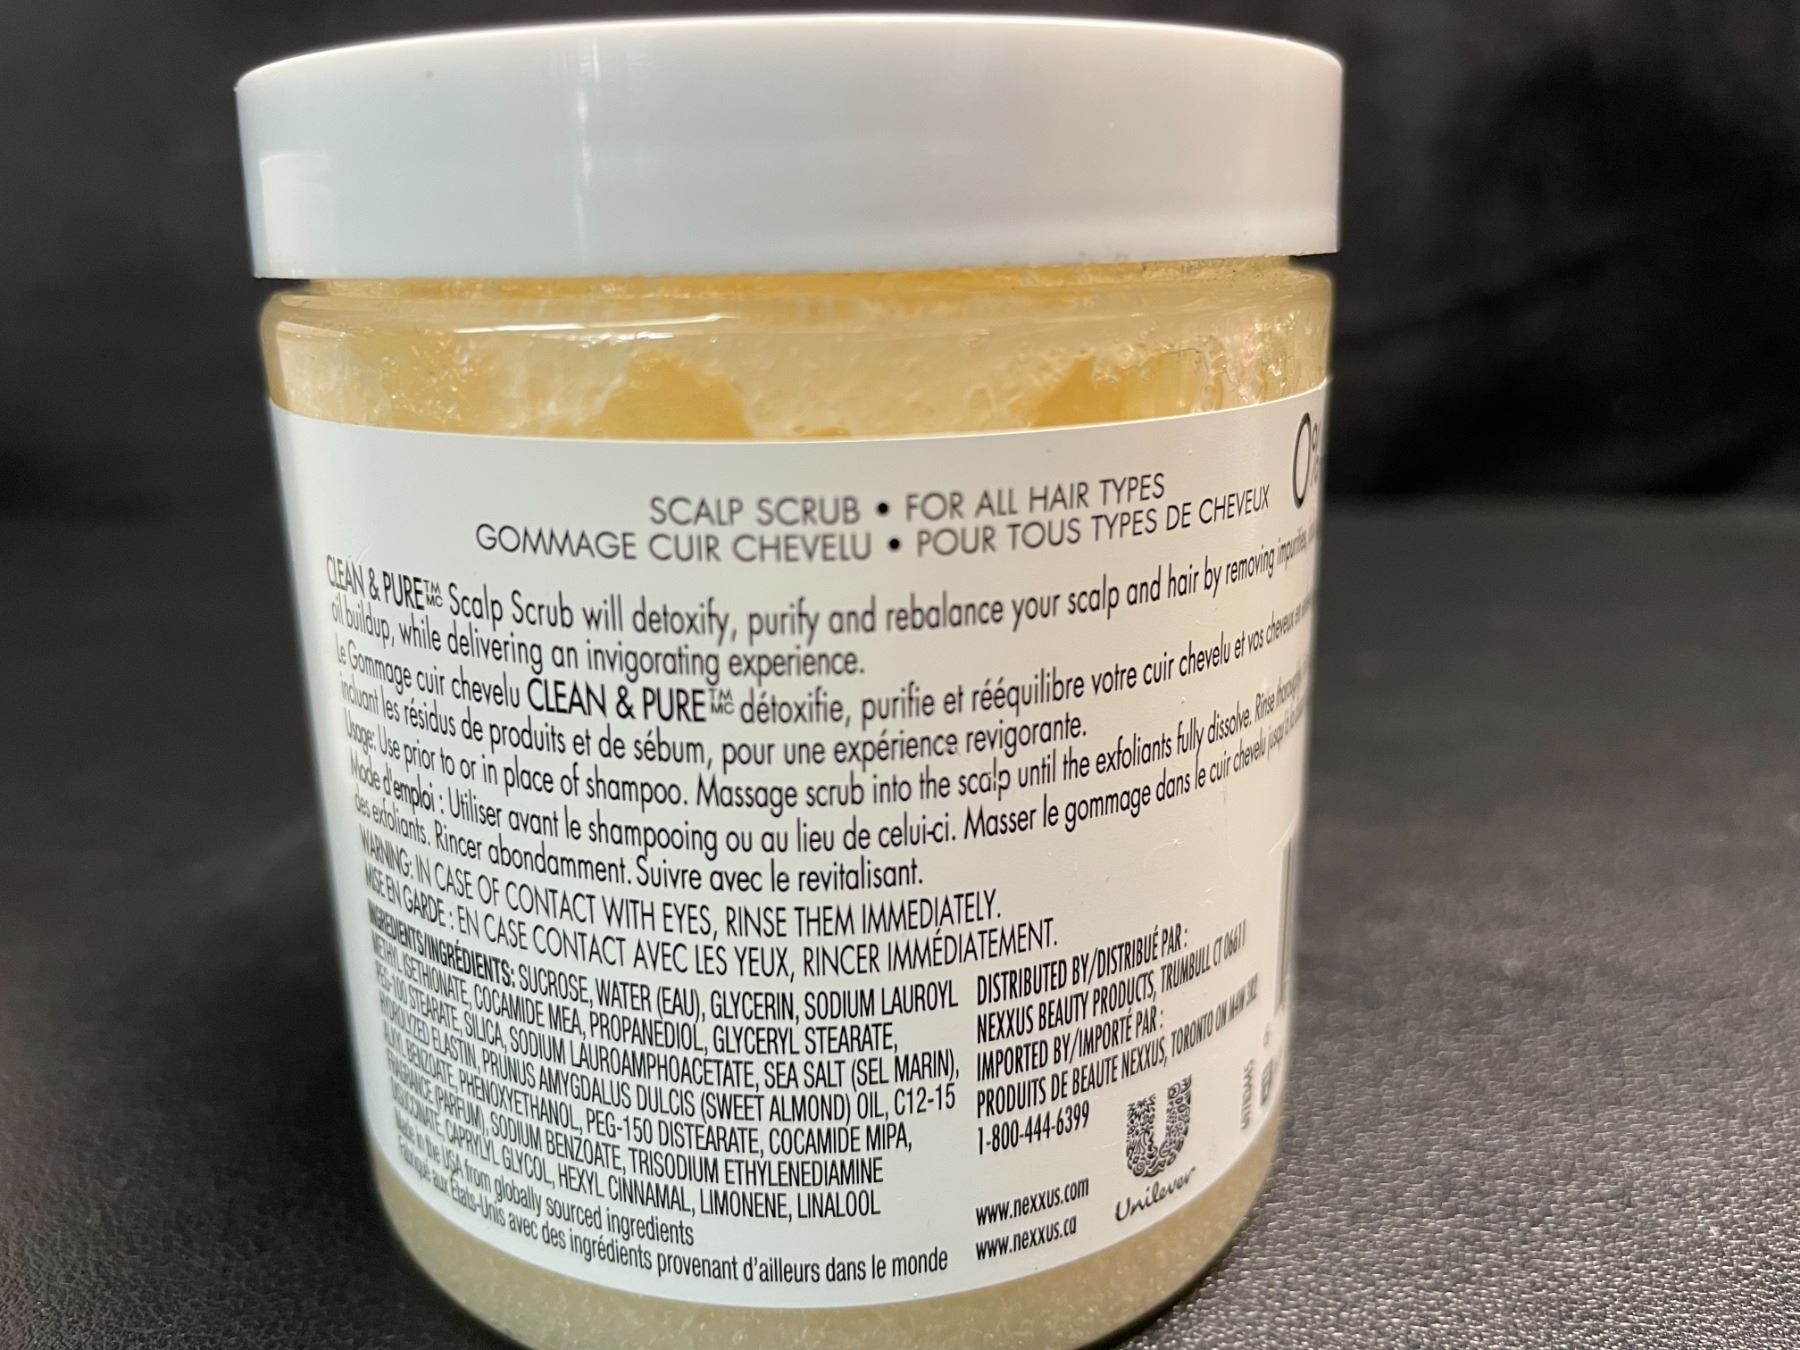 SCALP SCRUB • FOR ALL HAIR TYPES
GOMMAGE CUIR CHEVELU • POUR TOUS TYPES DE CHEVEUX
0%
CLEAN & PURE™ MC Scalp Scrub will detoxify, purify and rebalance your scalp and hair by removing impurities,
oil buildup, while delivering an invigorating experience.
Le Gommage cuir chevelu CLEAN & PURE™ MC détoxifie, purifie et rééquilibre votre cuir chevelu et vos cheveux en
incluant les résidus de produits et de sébum, pour une expérience revigorante.
Usage: Use prior to or in place of shampoo. Massage scrub into the scalp until the exfoliants fully dissolve. Rinse thoroughly.
Mode d'emploi : Utiliser avant le shampooing ou au lieu de celui-ci. Masser le gommage dans le cuir chevelu jusqu'à
des exfoliants. Rincer abondamment. Suivre avec le revitalisant.
WARNING: IN CASE OF CONTACT WITH EYES, RINSE THEM IMMEDIATELY.
MISE EN GARDE : EN CASE CONTACT AVEC LES YEUX, RINCER IMMÉDIATEMENT.
INGREDIENTS/INGRÉDIENTS: SUCROSE, WATER (EAU), GLYCERIN, SODIUM LAUROYL
METHYL ISETHIONATE, COCAMIDE MEA, PROPANEDIOL, GLYCERYL STEARATE,
PEG-100 STEARATE, SILICA, SODIUM LAUROAMPHOACETATE, SEA SALT (SEL MARIN),
HYDROLYZED ELASTIN, PRUNUS AMYGDALUS DULCIS (SWEET ALMOND) OIL, C12-15
ALKYL BENZOATE, PHENOXYETHANOL, PEG-150 DISTEARATE, COCAMIDE MIPA,
FRAGRANCE (PARFUM), SODIUM BENZOATE, TRISODIUM ETHYLENEDIAMINE
DISUCCINATE, CAPRYLYL GLYCOL, HEXYL CINNAMAL, LIMONENE, LINALOOL
Made in the USA from globally sourced ingredients
Fabriqué aux États-Unis avec des ingrédients provenant d'ailleurs dans le monde
DISTRIBUTED BY/DISTRIBUÉ PAR :
NEXXUS BEAUTY PRODUCTS, TRUMBULL CT 06611
IMPORTED BY/IMPORTÉ PAR :
PRODUITS DE BEAUTE NEXXUS, TORONTO ON M4W 3R2
1-800-444-6399
www.nexxus.com
www.nexxus.ca
Unilever